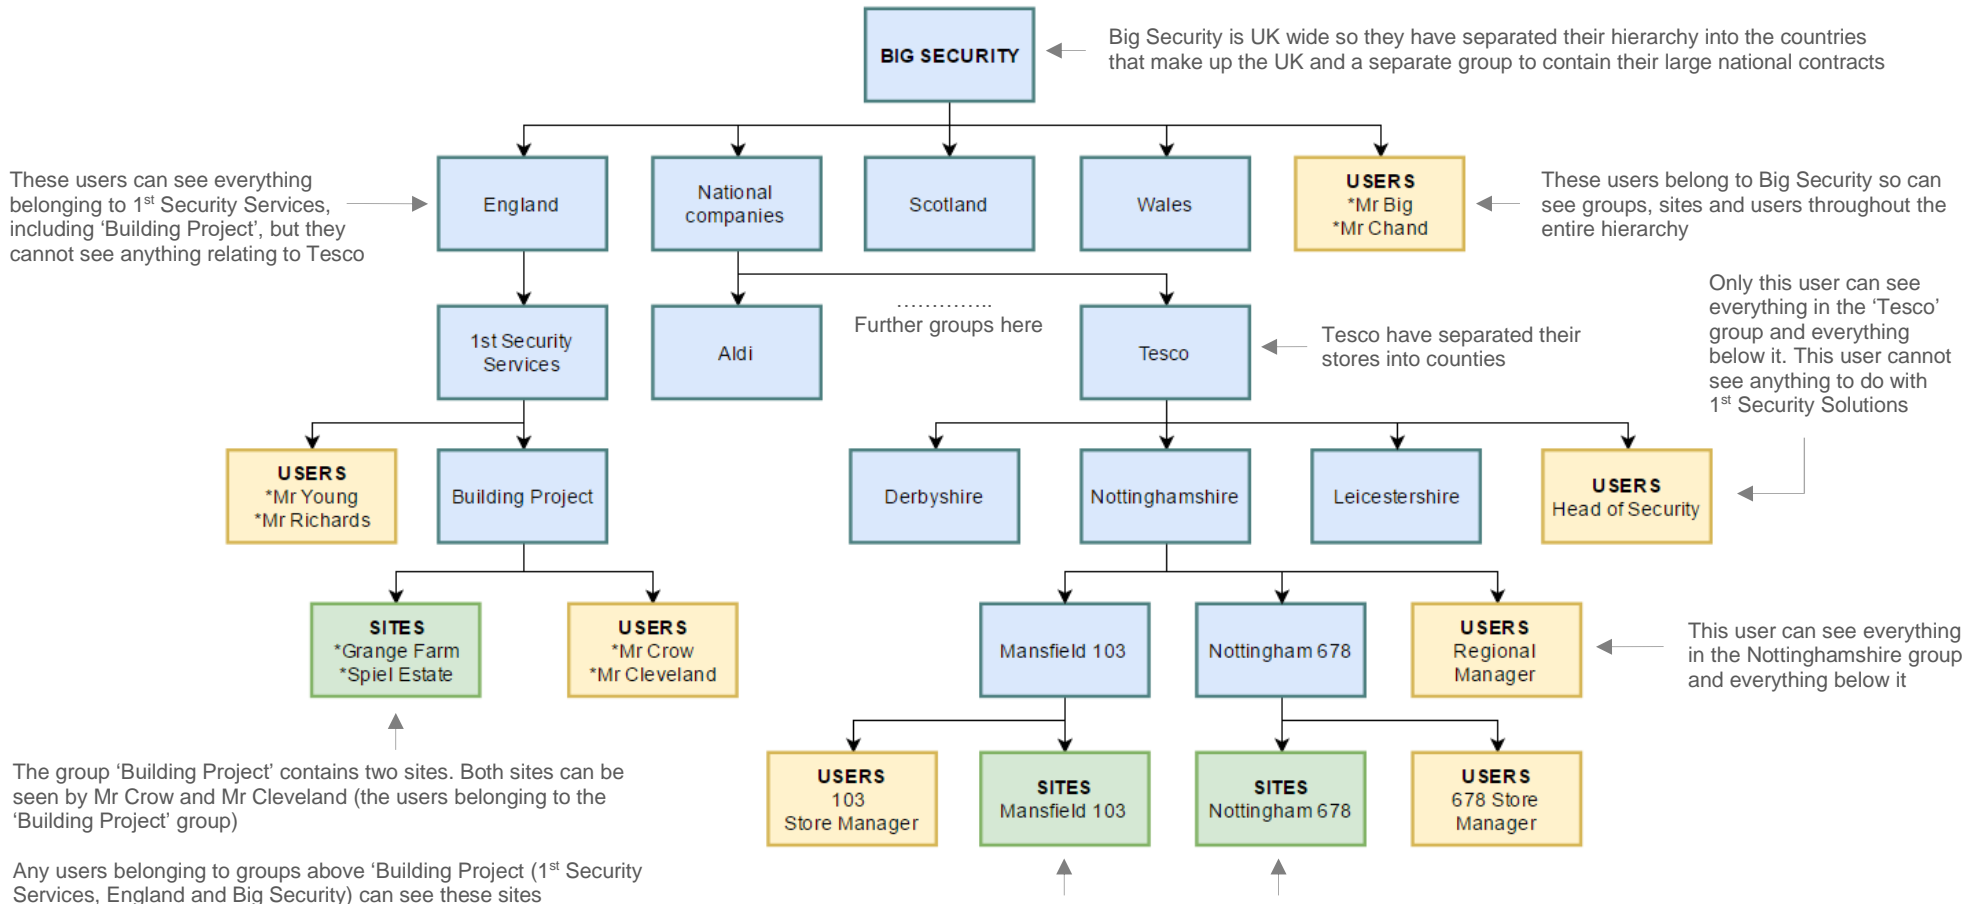 BIG SECURITY
Big Security is UK wide so they have separated their hierarchy into the countries
that make up the UK and a separate group to contain their large national contracts
These users can see everything
belonging to 1st Security Services,
including ‘Building Project’, but they
cannot see anything relating to Tesco
England
National
companies
Scotland
Wales
USERS
*Mr Big
*Mr Chand
These users belong to Big Security so can
see groups, sites and users throughout the
entire hierarchy
1st Security
Services
Aldi
.............
Further groups here
Tesco
Tesco have separated their
stores into counties
Only this user can see
everything in the ‘Tesco’
group and everything
below it. This user cannot
see anything to do with
1st Security Solutions
USERS
*Mr Young
*Mr Richards
Building Project
Derbyshire
Nottinghamshire
Leicestershire
USERS
Head of Security
SITES
*Grange Farm
*Spiel Estate
USERS
*Mr Crow
*Mr Cleveland
Mansfield 103
Nottingham 678
USERS
Regional
Manager
This user can see everything
in the Nottinghamshire group
and everything below it
The group ‘Building Project’ contains two sites. Both sites can be
seen by Mr Crow and Mr Cleveland (the users belonging to the
‘Building Project’ group)
Any users belonging to groups above ‘Building Project (1st Security
Services, England and Big Security) can see these sites
USERS
103
Store Manager
SITES
Mansfield 103
SITES
Nottingham 678
USERS
678 Store
Manager